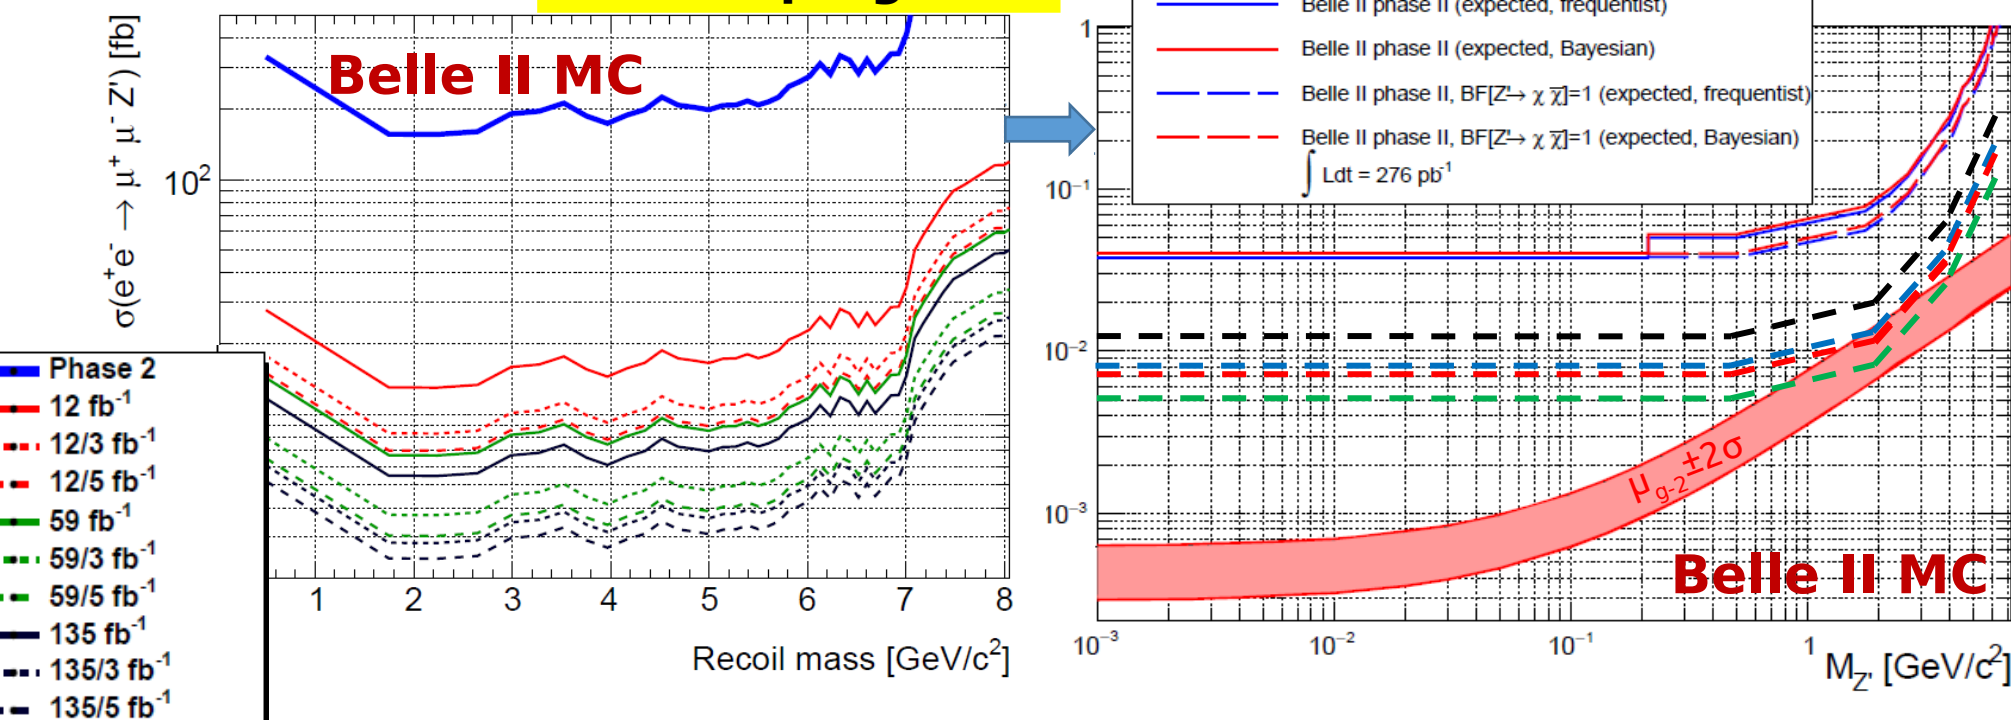 σ(e⁺e⁻ → μ⁺ μ⁻ Z') [fb]
Belle II MC
10²
Phase 2
12 fb⁻¹
12/3 fb⁻¹
12/5 fb⁻¹
59 fb⁻¹
59/3 fb⁻¹
59/5 fb⁻¹
135 fb⁻¹
135/3 fb⁻¹
135/5 fb⁻¹
1 2 3 4 5 6 7 8
Recoil mass [GeV/c²]
Belle II phase II (expected, frequentist)
Belle II phase II (expected, Bayesian)
Belle II phase II, BF[Z'→ χ χ̅]=1 (expected, frequentist)
Belle II phase II, BF[Z'→ χ χ̅]=1 (expected, Bayesian)
∫ Ldt = 276 pb⁻¹
1
10⁻¹
10⁻²
10⁻³
μ g-2 ±2σ
Belle II MC
10⁻³ 10⁻² 10⁻¹ 1
M_Z' [GeV/c²]